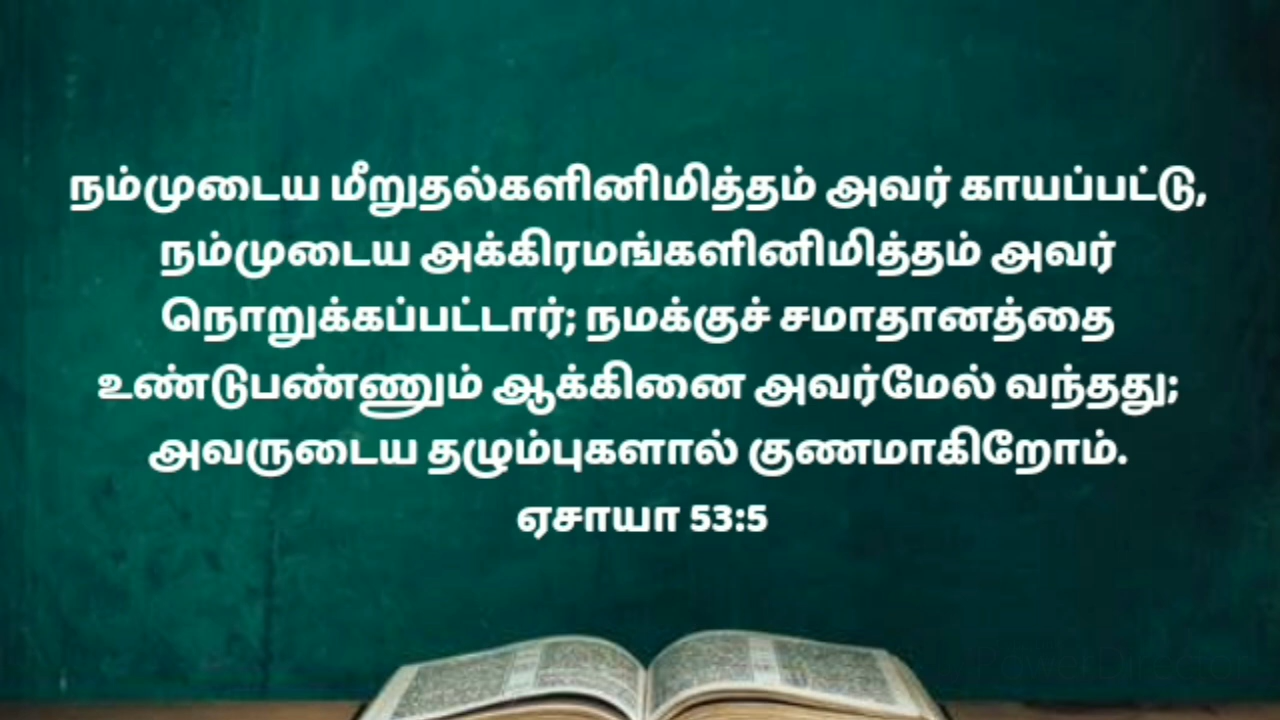 நம்முடைய மீறுதல்களினிமித்தம் அவர் காயப்பட்டு,
நம்முடைய அக்கிரமங்களினிமித்தம் அவர்
நொறுக்கப்பட்டார்; நமக்குச் சமாதானத்தை
உண்டுபண்ணும் ஆக்கினை அவர்மேல் வந்தது;
அவருடைய தழும்புகளால் குணமாகிறோம்.
ஏசாயா 53:5
PowerDirector